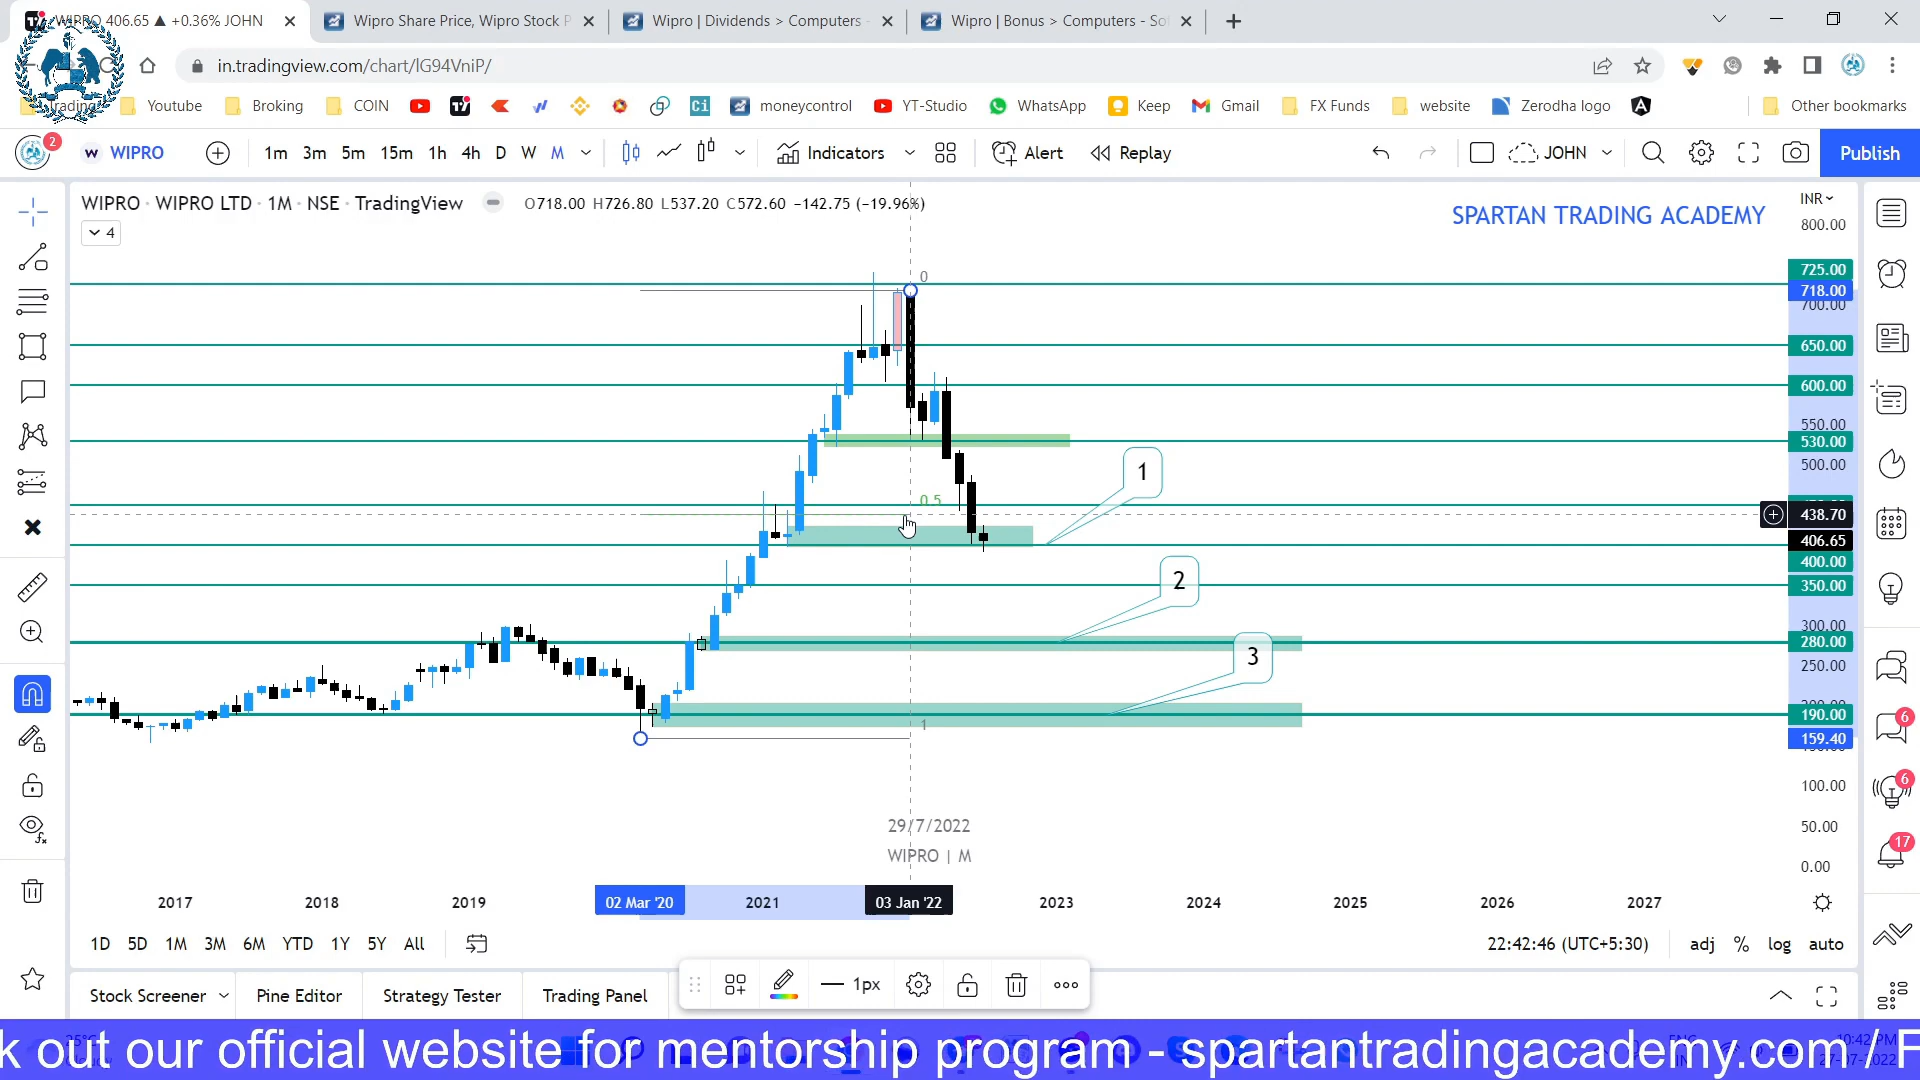 WIPRO 406.65 ▲ +0.36% JOHN
Wipro Share Price, Wipro Stock P
Wipro | Dividends > Computers -
Wipro | Bonus > Computers - So
in.tradingview.com/chart/lG94VniP/
Trading
Youtube
Broking
COIN
Ci
moneycontrol
YT-Studio
WhatsApp
Keep
Gmail
FX Funds
website
Zerodha logo
Other bookmarks
2
W WIPRO
1m 3m 5m 15m 1h 4h D W M
Indicators
Alert
Replay
JOHN
Publish
WIPRO · WIPRO LTD · 1M · NSE · TradingView
O718.00 H726.80 L537.20 C572.60 −142.75 (−19.96%)
INR
4
SPARTAN TRADING ACADEMY
800.00
725.00
718.00
700.00
650.00
600.00
550.00
530.00
500.00
438.70
406.65
400.00
350.00
300.00
280.00
250.00
190.00
159.40
100.00
50.00
0.00
0
0.5
1
1
2
3
29/7/2022
WIPRO | M
2017 2018 2019 02 Mar '20 2021 03 Jan '22 2023 2024 2025 2026 2027
1D 5D 1M 3M 6M YTD 1Y 5Y All
22:42:46 (UTC+5:30)
adj % log auto
6
6
17
Stock Screener
Pine Editor
Strategy Tester
Trading Panel
1px
k out our official website for mentorship program - spartantradingacademy.com / F